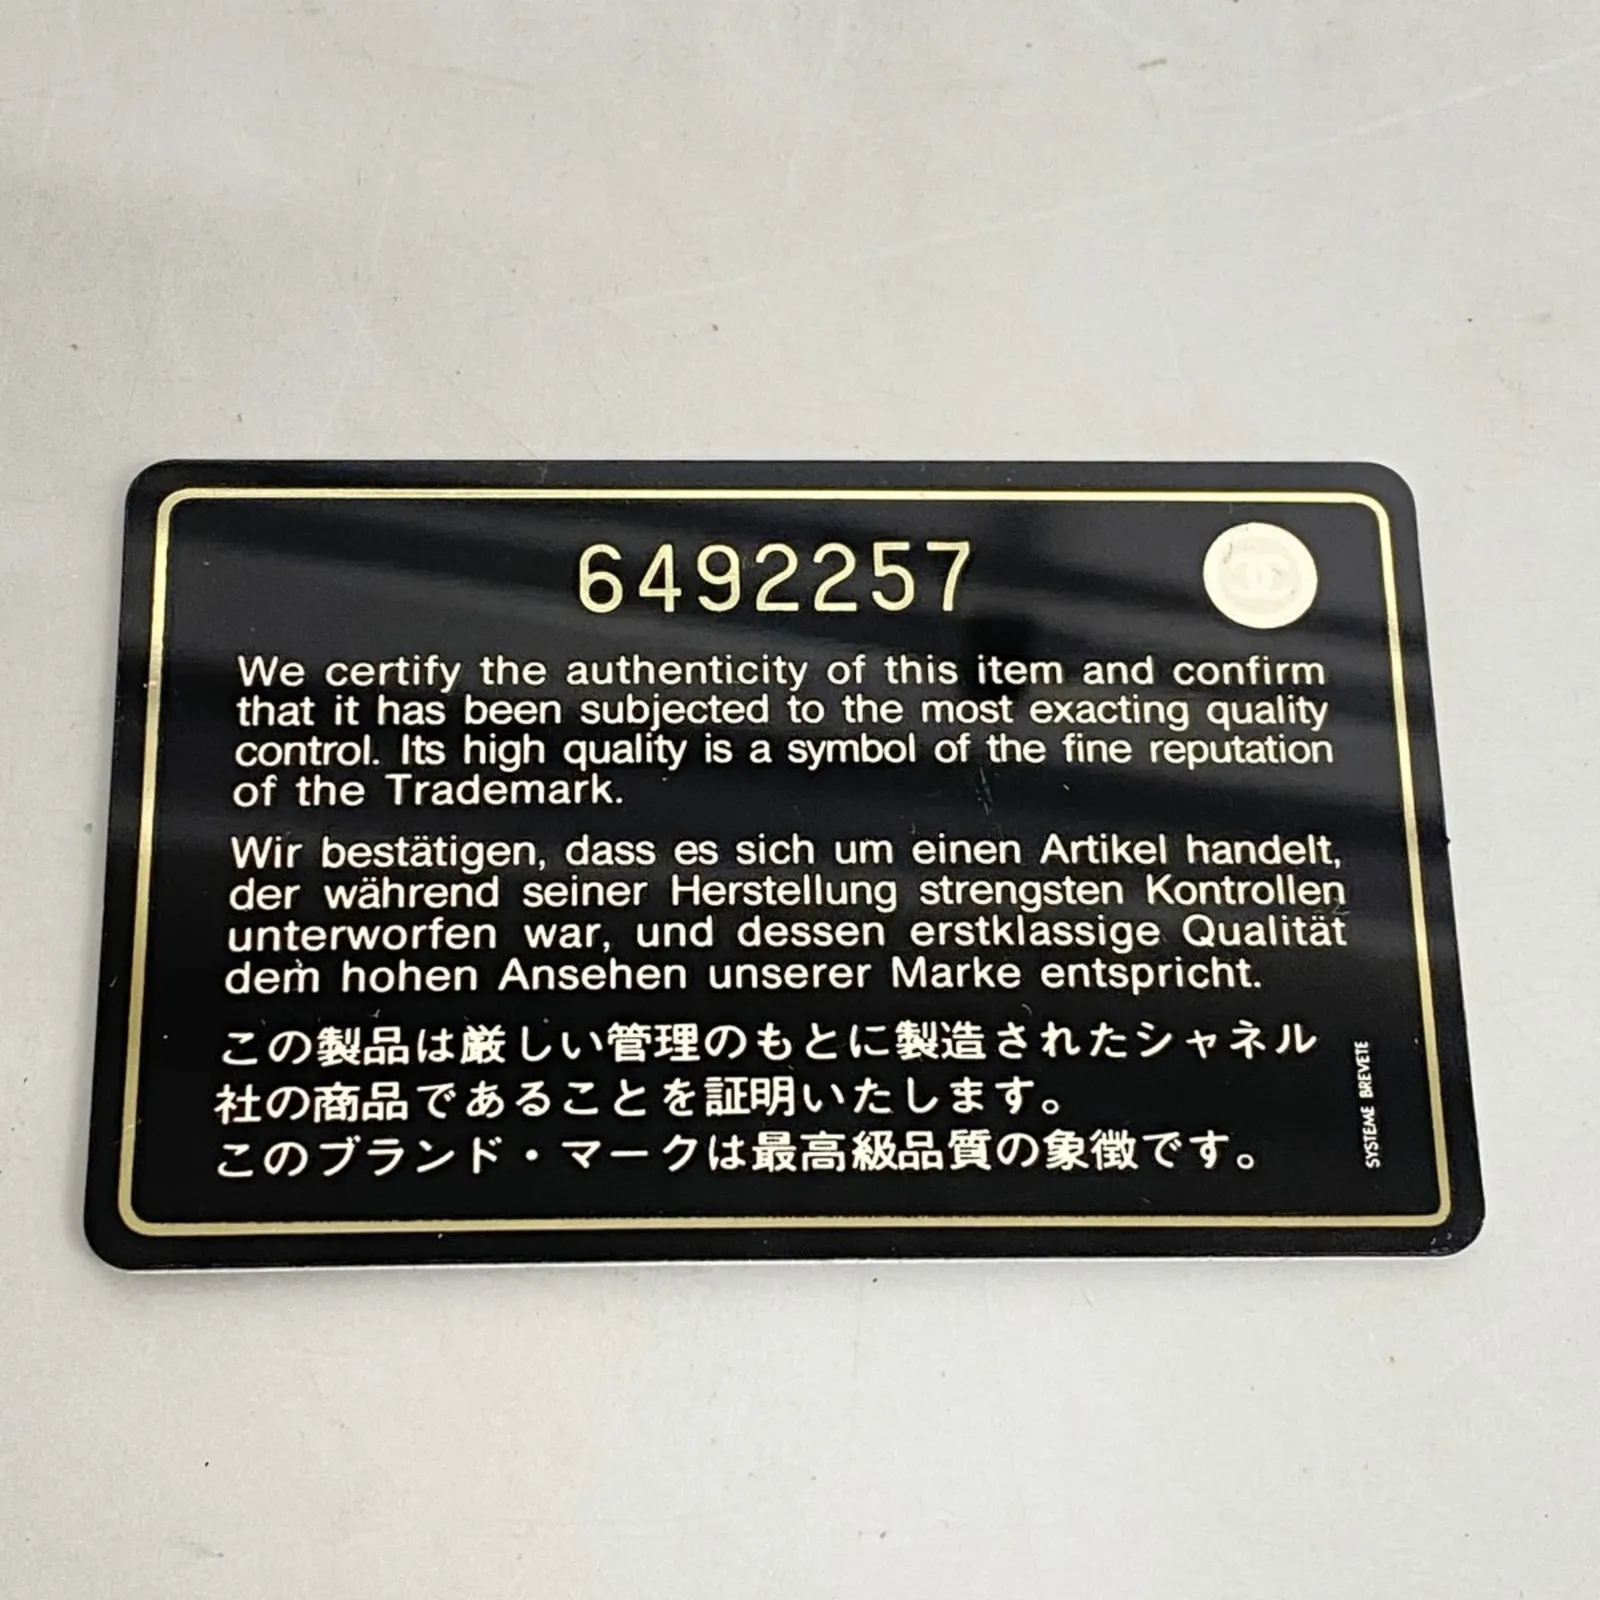 6492257
We certify the authenticity of this item and confirm
that it has been subjected to the most exacting quality
control. Its high quality is a symbol of the fine reputation
of the Trademark.
Wir bestätigen, dass es sich um einen Artikel handelt,
der während seiner Herstellung strengsten Kontrollen
unterworfen war, und dessen erstklassige Qualität
dem hohen Ansehen unserer Marke entspricht.
この製品は厳しい管理のもとに製造されたシャネル
社の商品であることを証明いたします。
このブランド・マークは最高級品質の象徴です。
SYSTEME BREVETE